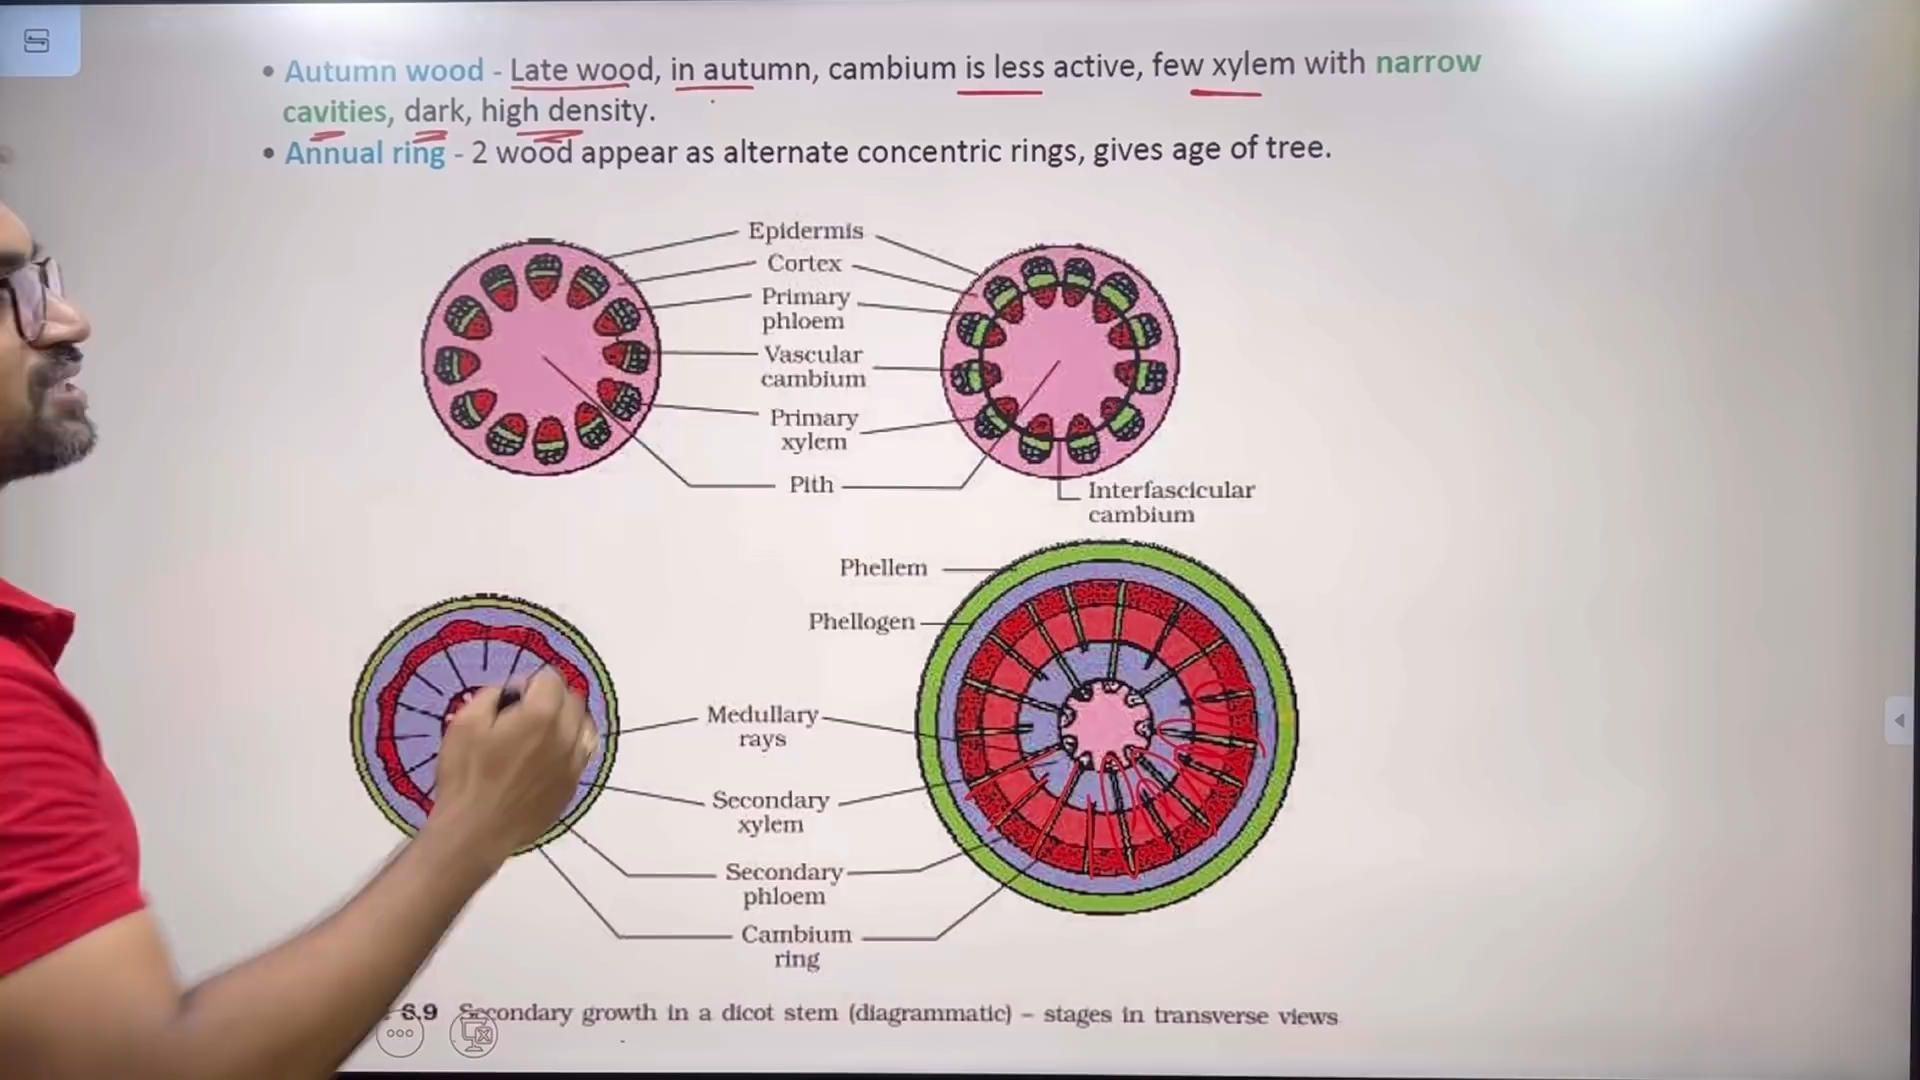 • Autumn wood - Late wood, in autumn, cambium is less active, few xylem with narrow
cavities, dark, high density.
• Annual ring - 2 wood appear as alternate concentric rings, gives age of tree.
Epidermis
Cortex
Primary
phloem
Vascular
cambium
Primary
xylem
Pith
Interfascicular
cambium
Phellem
Phellogen
Medullary
rays
Secondary
xylem
Secondary
phloem
Cambium
ring
6.9 Secondary growth in a dicot stem (diagrammatic) – stages in transverse views